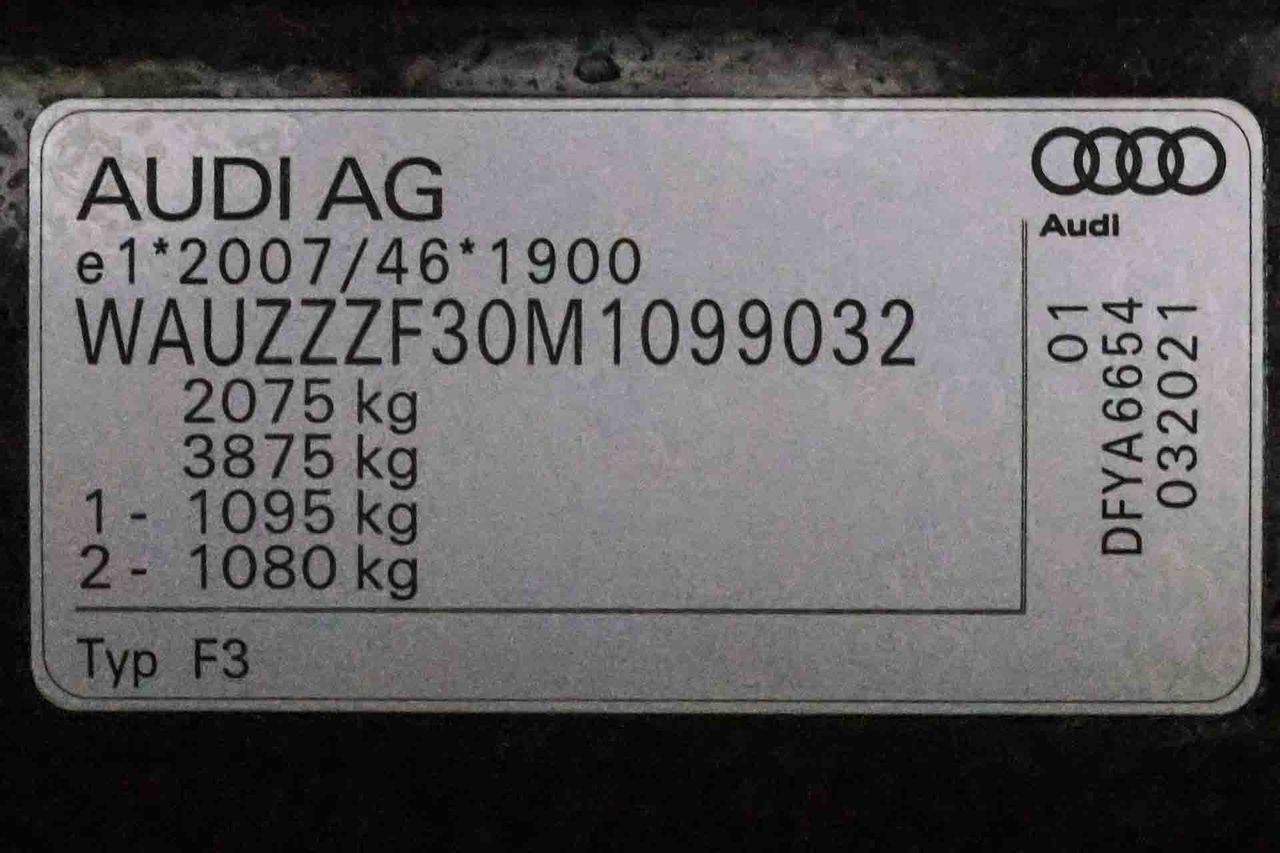 AUDI AG
e1*2007/46*1900
WAUZZZF30M1099032
2075 kg
3875 kg
1 - 1095 kg
2 - 1080 kg
Typ F3
Audi
01
DFYA6654
032021